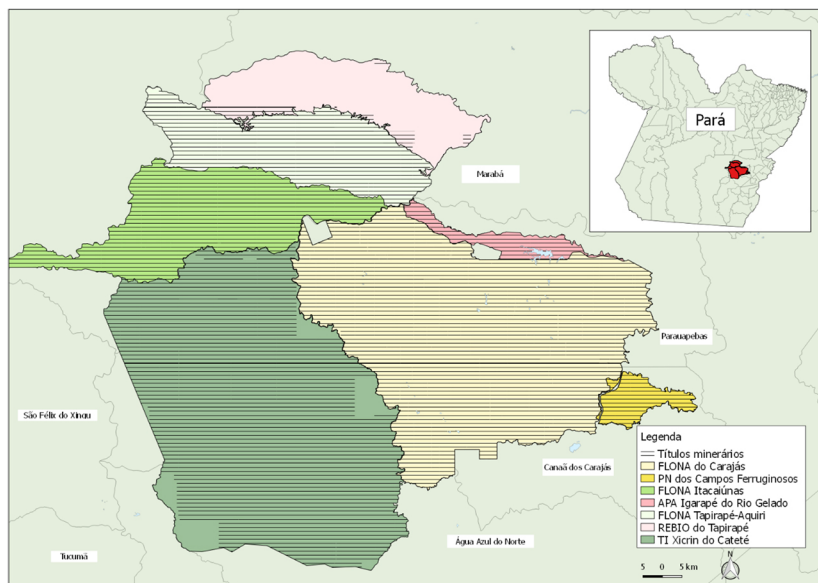 Pará
Marabá
Parauapebas
São Félix do Xingu
Canaã dos Carajás
Água Azul do Norte
Tucumã
Legenda
Títulos minerários
FLONA do Carajás
PN dos Campos Ferruginosos
FLONA Itacaiúnas
APA Igarapé do Rio Gelado
FLONA Tapirapé-Aquiri
REBIO do Tapirapé
TI Xicrin do Cateté
5 0 5 km
N